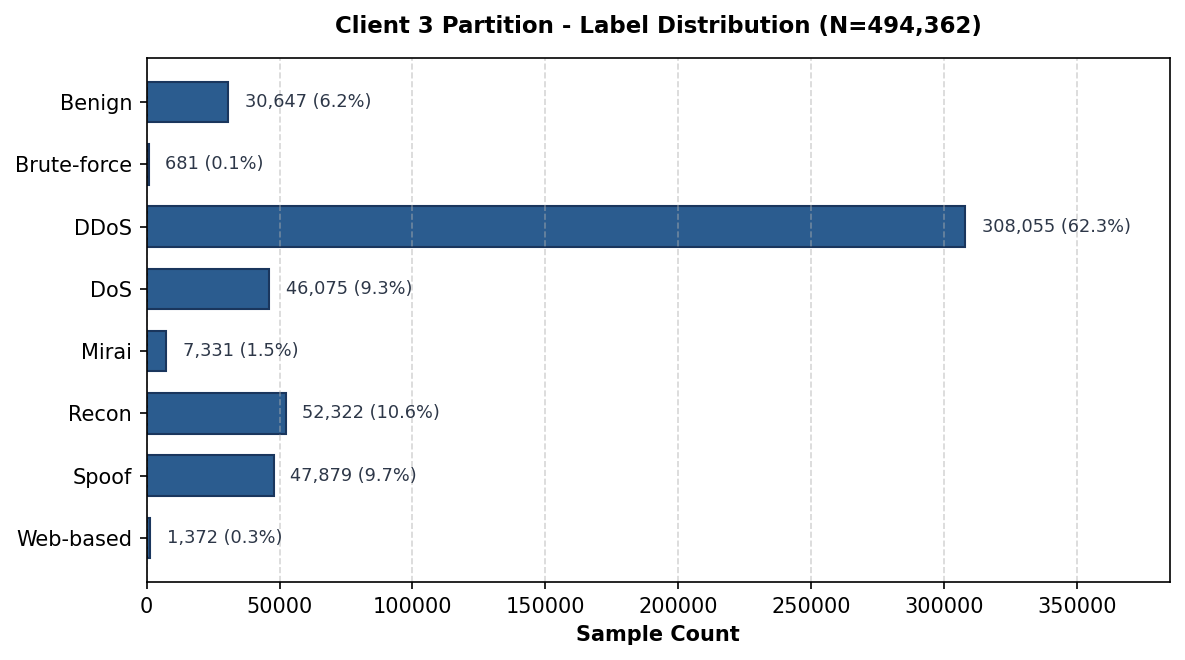 Client 3 Partition - Label Distribution (N=494,362)
Benign 30,647 (6.2%)
Brute-force 681 (0.1%)
DDoS 308,055 (62.3%)
DoS 46,075 (9.3%)
Mirai 7,331 (1.5%)
Recon 52,322 (10.6%)
Spoof 47,879 (9.7%)
Web-based 1,372 (0.3%)
0 50000 100000 150000 200000 250000 300000 350000
Sample Count